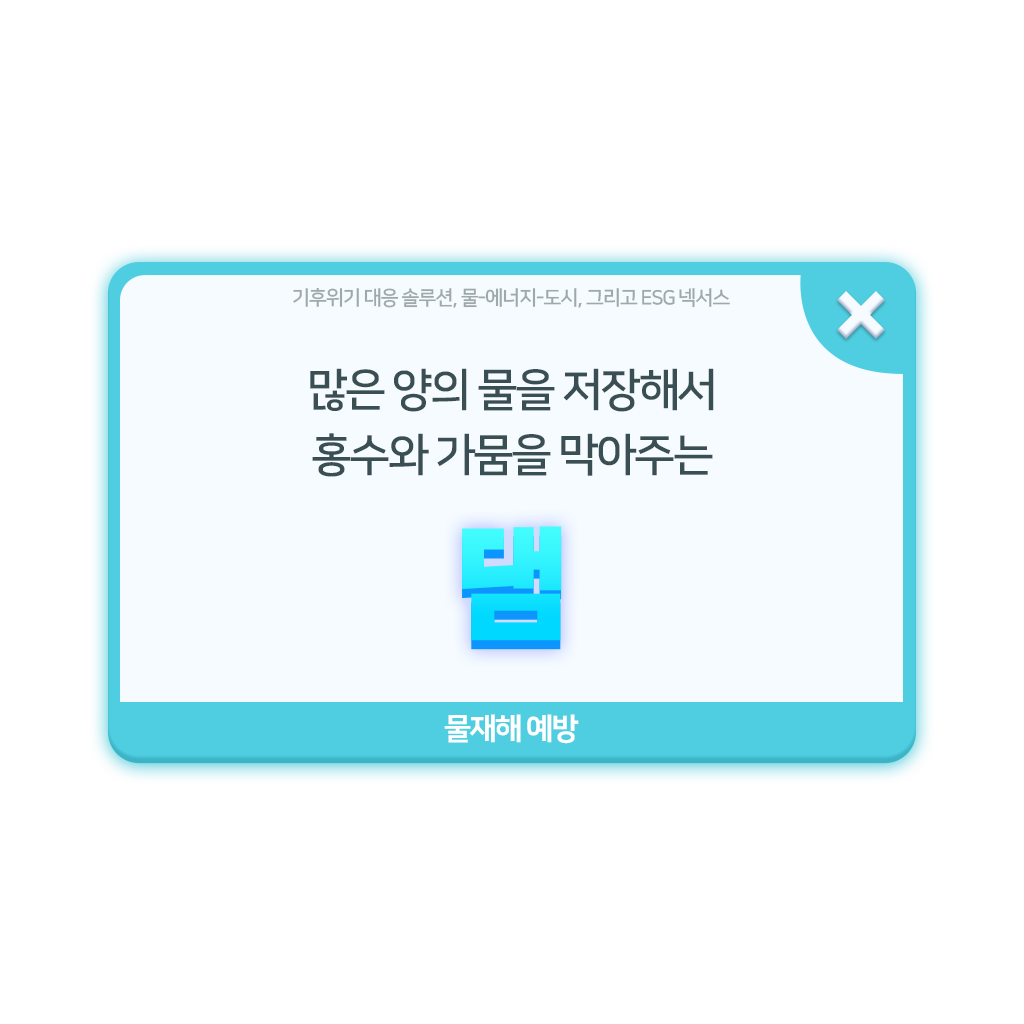 기후위기 대응 솔루션, 물-에너지-도시, 그리고 ESG 넥서스
많은 양의 물을 저장해서
홍수와 가뭄을 막아주는
댐
물재해 예방